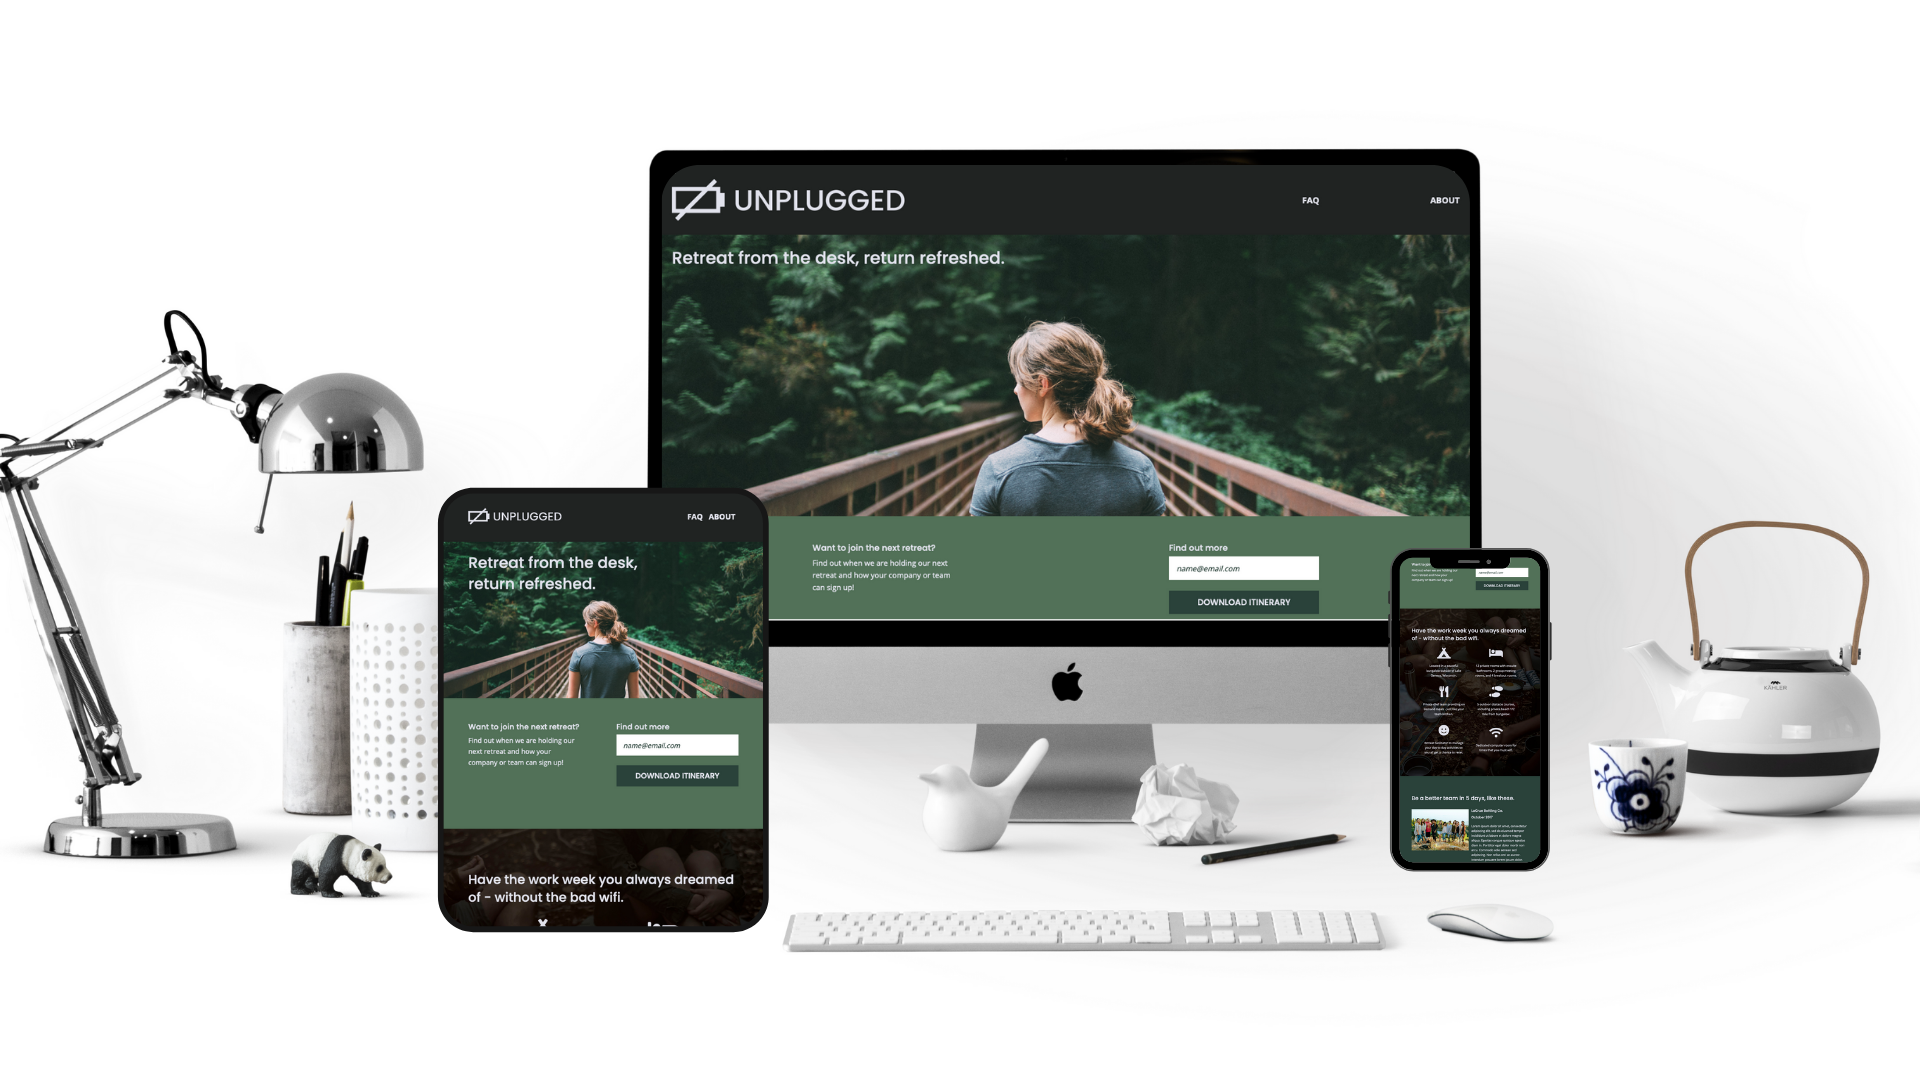 UNPLUGGED
FAQ
ABOUT
Retreat from the desk, return refreshed.
Want to join the next retreat?
Find out when we are holding our next
retreat and how your company or team
can sign up!
Find out more
name@email.com
DOWNLOAD ITINERARY
UNPLUGGED
FAQ ABOUT
Retreat from the desk,
return refreshed.
Want to join the next retreat?
Find out when we are holding our
next retreat and how your
company or team can sign up!
Find out more
name@email.com
DOWNLOAD ITINERARY
Have the work week you always dreamed
of - without the bad wifi.
name@email.com
DOWNLOAD ITINERARY
Have the work week you always dreamed
of - without the bad wifi.
Be a better team in 5 days, like these.
October 2017
KÄHLER